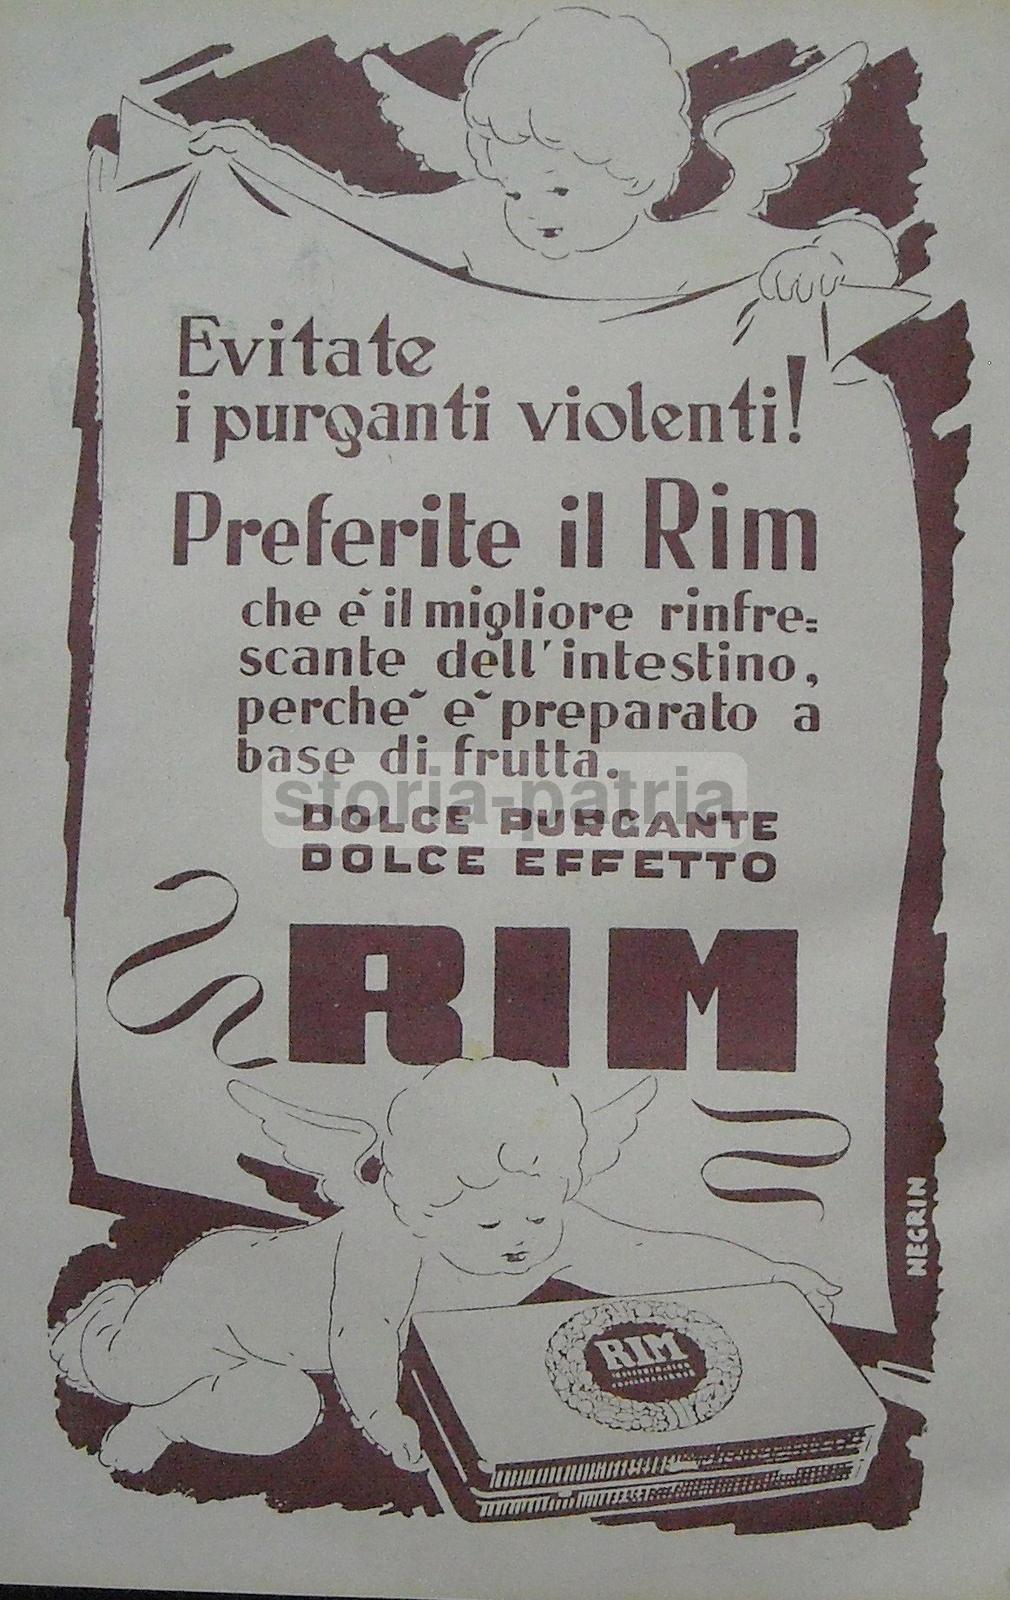 Evitate
i purganti violenti!
Preferite il Rim
che è il migliore rinfre=
scante dell'intestino,
perchè è preparato a
base di frutta.
storia-patria
DOLCE PURGANTE
DOLCE EFFETTO
RIM
NEGRIN
RIM